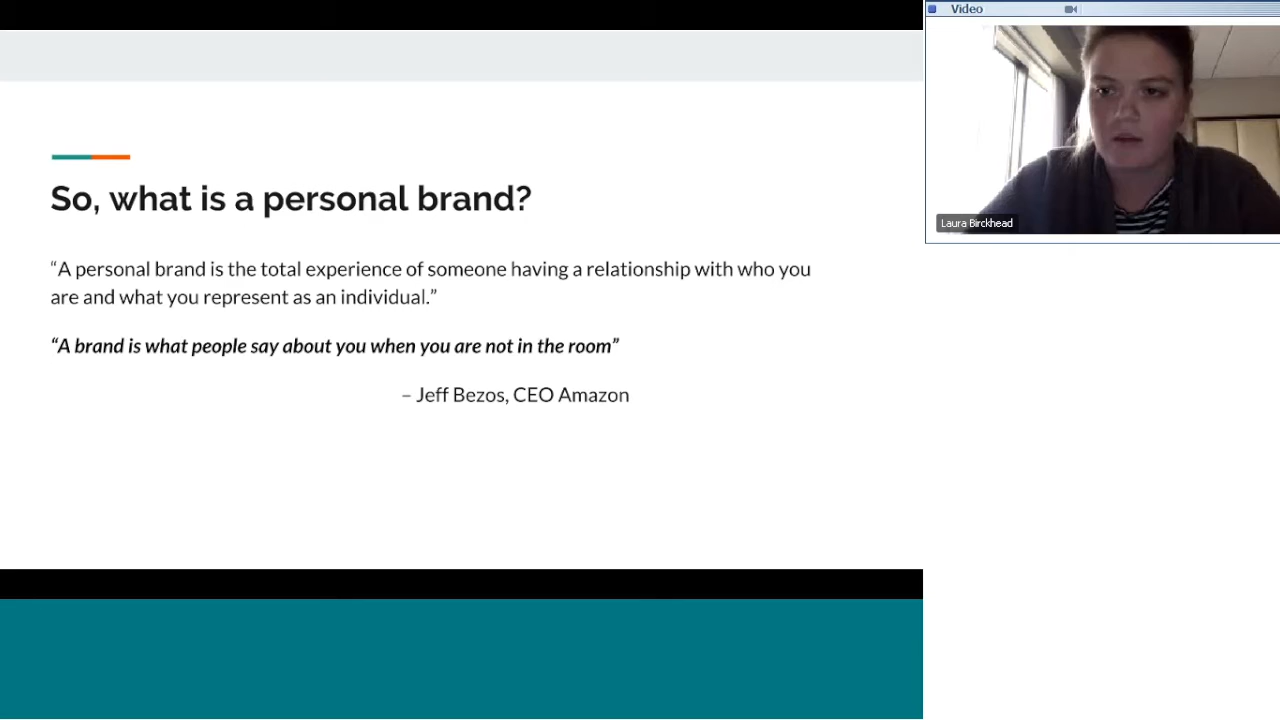 So, what is a personal brand?
“A personal brand is the total experience of someone having a relationship with who you
are and what you represent as an individual.”
“A brand is what people say about you when you are not in the room”
– Jeff Bezos, CEO Amazon
Video
Laura Birckhead